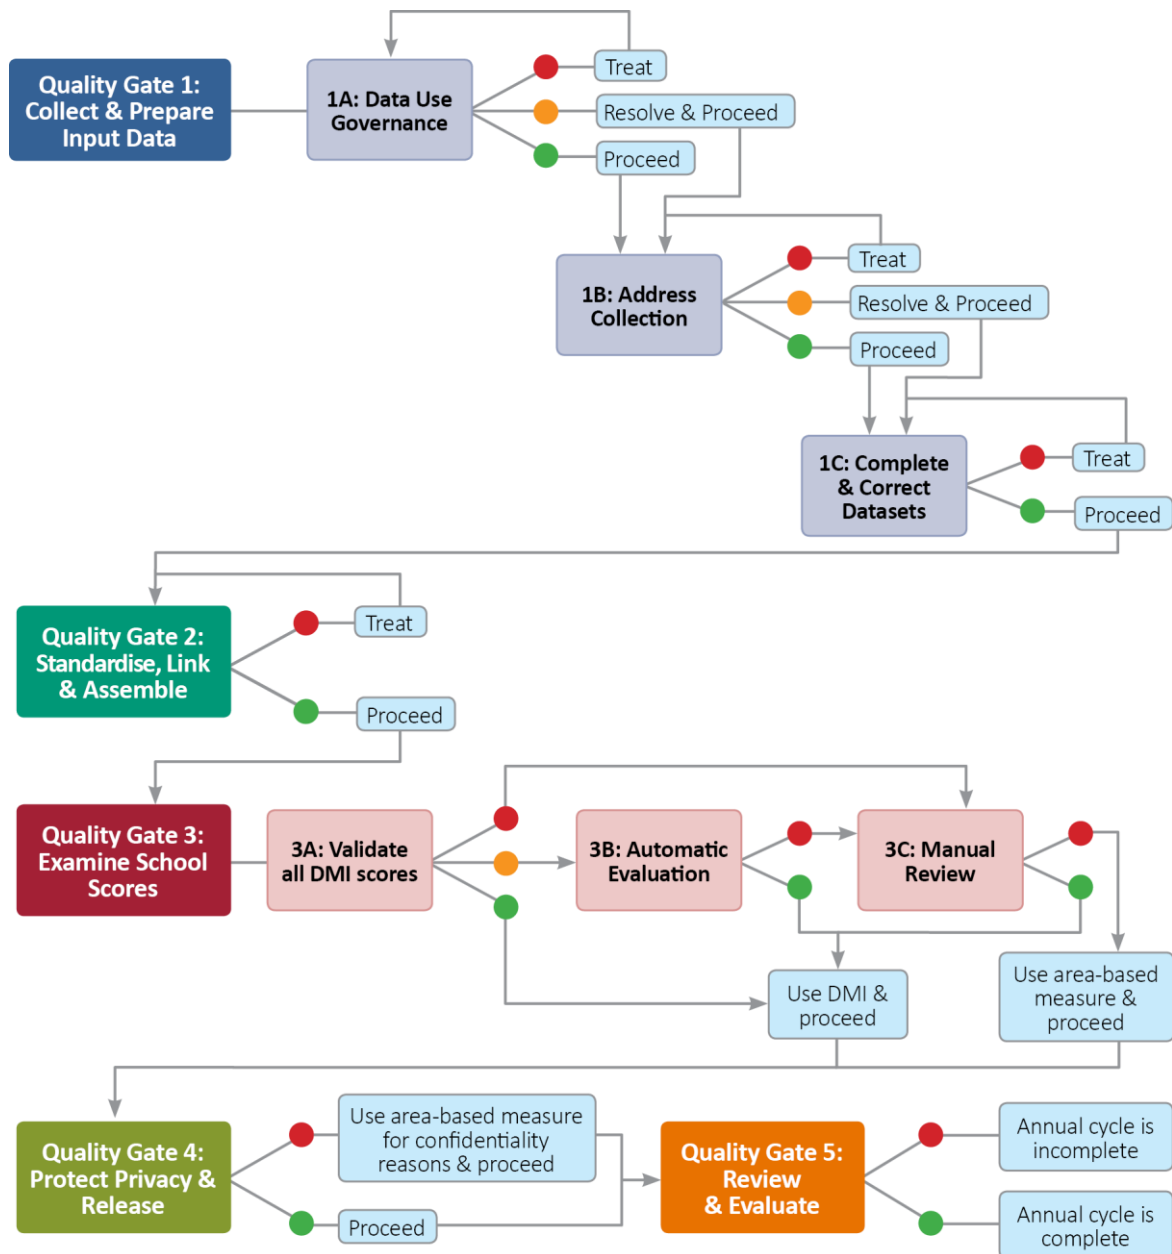 Quality Gate 1:
Collect & Prepare
Input Data
1A: Data Use
Governance
Treat
Resolve & Proceed
Proceed
1B: Address
Collection
Treat
Resolve & Proceed
Proceed
1C: Complete
& Correct
Datasets
Treat
Proceed
Quality Gate 2:
Standardise, Link
& Assemble
Treat
Proceed
Quality Gate 3:
Examine School
Scores
3A: Validate
all DMI scores
3B: Automatic
Evaluation
3C: Manual
Review
Use DMI &
proceed
Use area-based
measure &
proceed
Quality Gate 4:
Protect Privacy &
Release
Use area-based measure
for confidentiality
reasons & proceed
Proceed
Quality Gate 5:
Review
& Evaluate
Annual cycle is
incomplete
Annual cycle is
complete